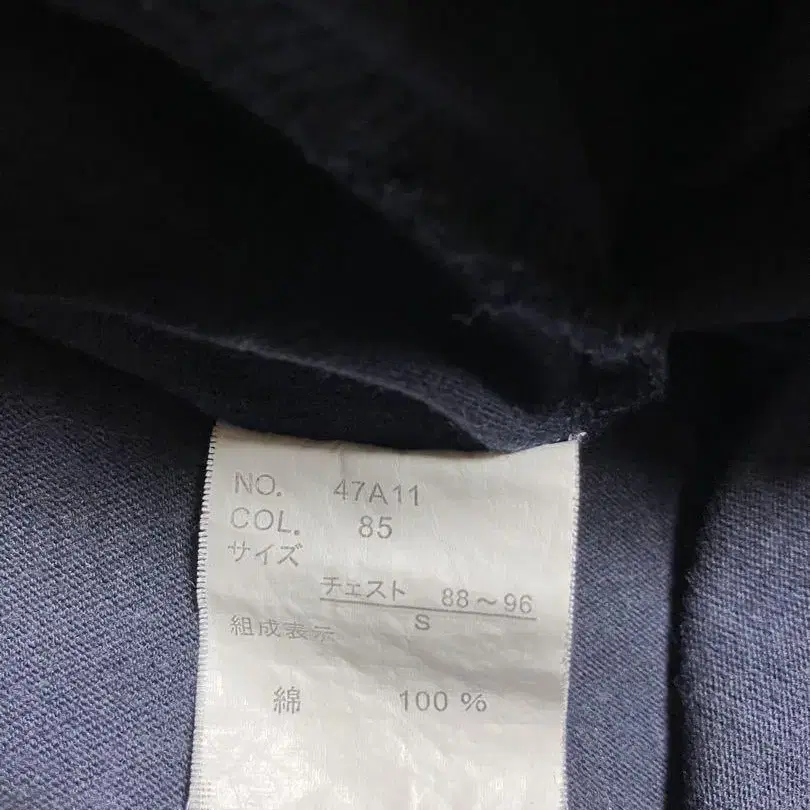 NO. 47A11
COL. 85
サイズ
チェスト 88～96
S
組成表示
綿 100%